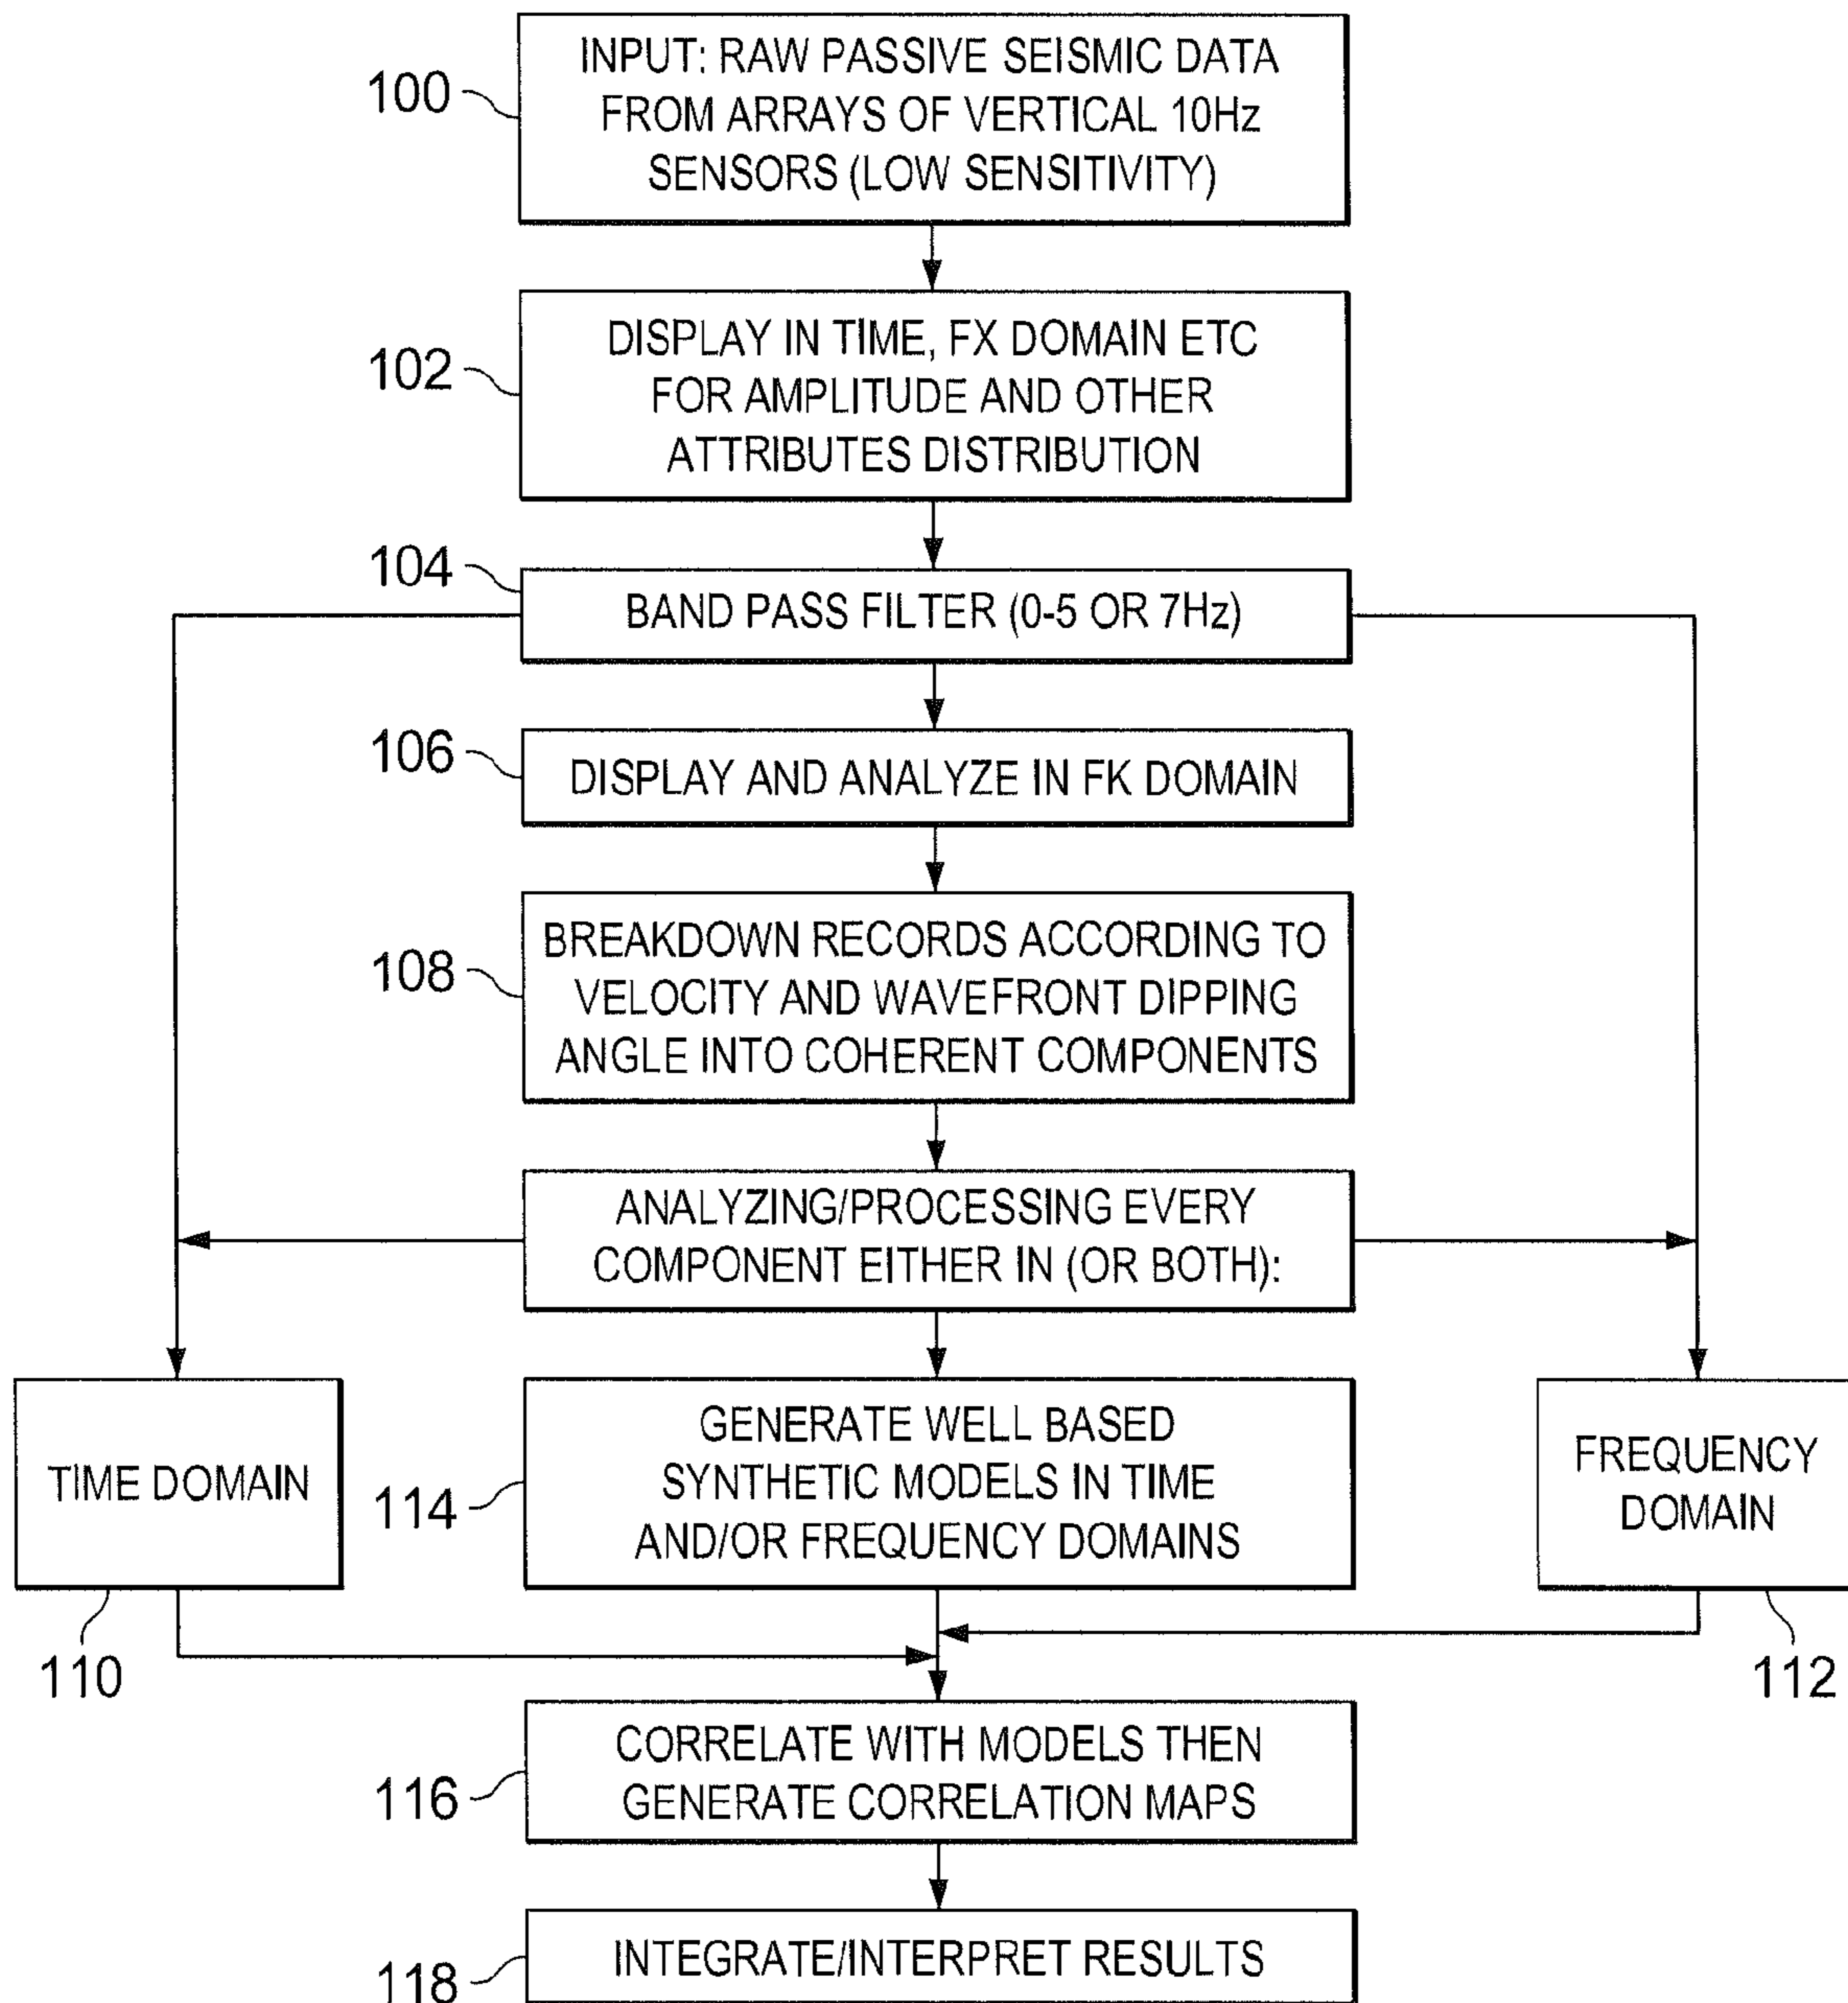 100
INPUT: RAW PASSIVE SEISMIC DATA
FROM ARRAYS OF VERTICAL 10Hz
SENSORS (LOW SENSITIVITY)
102
DISPLAY IN TIME, FX DOMAIN ETC
FOR AMPLITUDE AND OTHER
ATTRIBUTES DISTRIBUTION
104
BAND PASS FILTER (0-5 OR 7Hz)
106
DISPLAY AND ANALYZE IN FK DOMAIN
108
BREAKDOWN RECORDS ACCORDING TO
VELOCITY AND WAVEFRONT DIPPING
ANGLE INTO COHERENT COMPONENTS
ANALYZING/PROCESSING EVERY
COMPONENT EITHER IN (OR BOTH):
TIME DOMAIN
110
114
GENERATE WELL BASED
SYNTHETIC MODELS IN TIME
AND/OR FREQUENCY DOMAINS
FREQUENCY
DOMAIN
112
116
CORRELATE WITH MODELS THEN
GENERATE CORRELATION MAPS
118
INTEGRATE/INTERPRET RESULTS